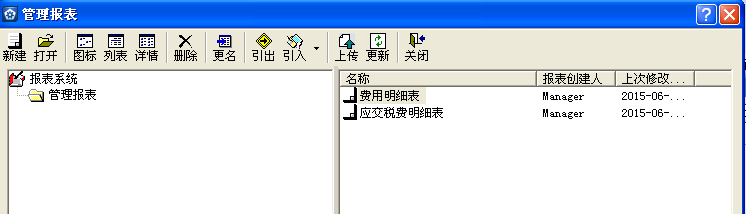 管理报表
新建 打开 图标 列表 详情 删除 更名 引出 引入 上传 更新 关闭
报表系统
管理报表
名称 报表创建人 上次修改...
费用明细表 Manager 2015-06-...
应交税费明细表 Manager 2015-06-...